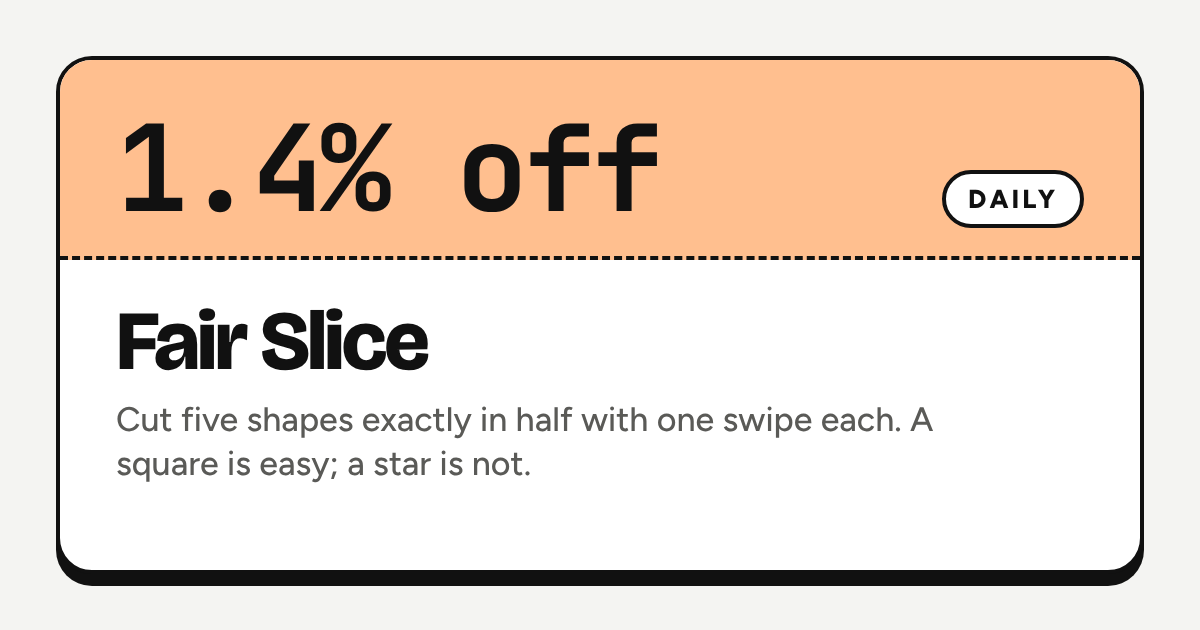 1.4% off
DAILY
Fair Slice
Cut five shapes exactly in half with one swipe each. A
square is easy; a star is not.